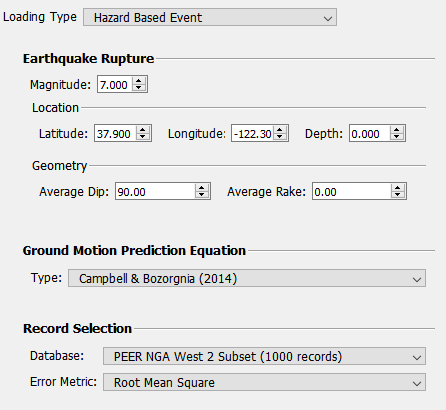 Loading Type Hazard Based Event
Earthquake Rupture
Magnitude: 7.000
Location
Latitude: 37.900 Longitude: -122.30 Depth: 0.000
Geometry
Average Dip: 90.00 Average Rake: 0.00
Ground Motion Prediction Equation
Type: Campbell & Bozorgnia (2014)
Record Selection
Database: PEER NGA West 2 Subset (1000 records)
Error Metric: Root Mean Square